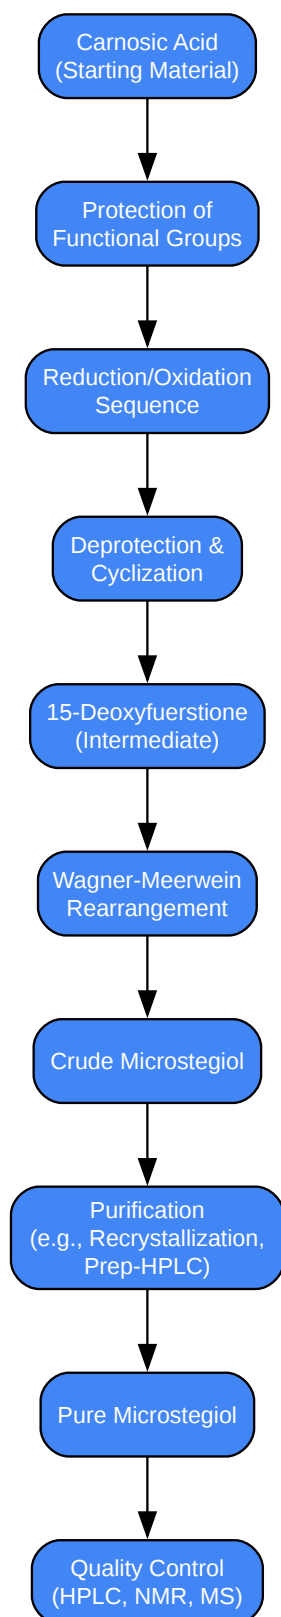 Carnosic Acid
(Starting Material)
Protection of
Functional Groups
Reduction/Oxidation
Sequence
Deprotection &
Cyclization
15-Deoxyfuerstione
(Intermediate)
Wagner-Meerwein
Rearrangement
Crude Microstegiol
Purification
(e.g., Recrystallization,
Prep-HPLC)
Pure Microstegiol
Quality Control
(HPLC, NMR, MS)